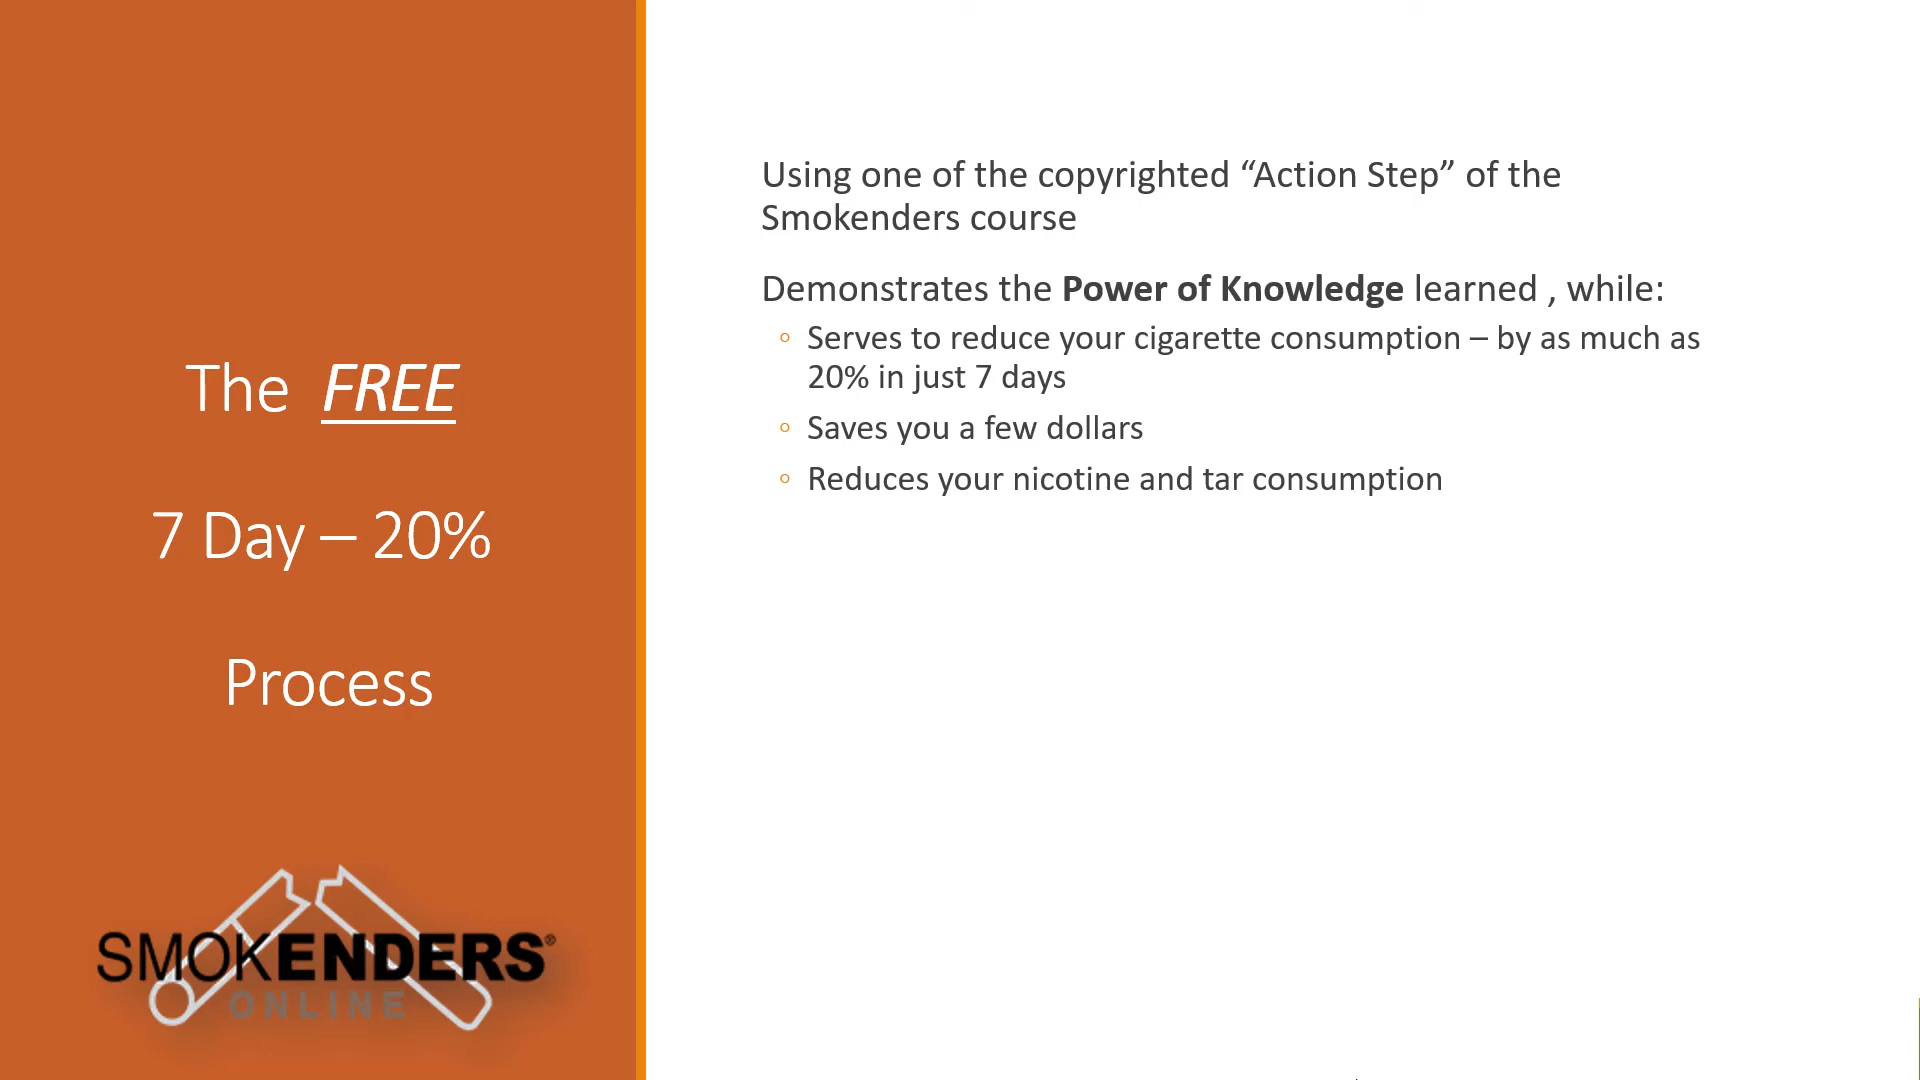 The FREE
7 Day – 20%
Process
SMOKENDERS®
ONLINE
Using one of the copyrighted “Action Step” of the
Smokenders course
Demonstrates the Power of Knowledge learned , while:
◦ Serves to reduce your cigarette consumption – by as much as
20% in just 7 days
◦ Saves you a few dollars
◦ Reduces your nicotine and tar consumption